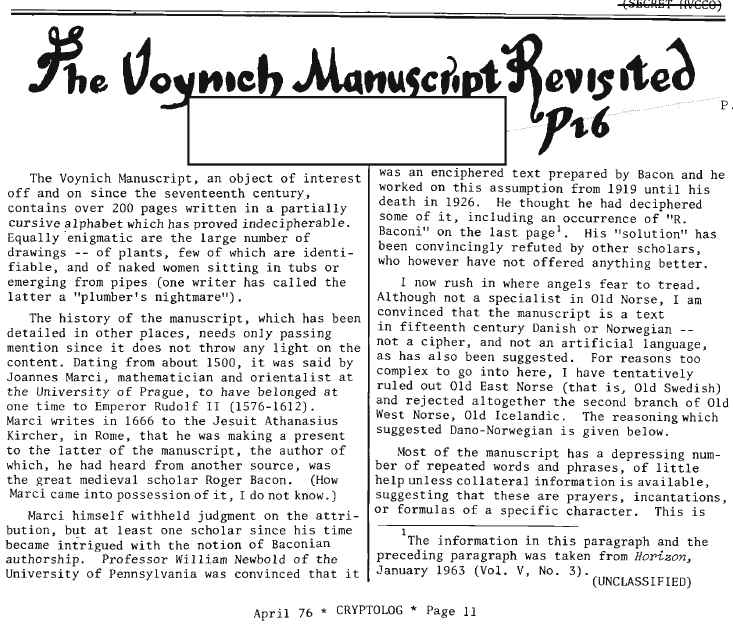 (SECRET HVCCO)
The Voynich Manuscript Revisited
P.
P16
The Voynich Manuscript, an object of interest
off and on since the seventeenth century,
contains over 200 pages written in a partially
cursive alphabet which has proved indecipherable.
Equally enigmatic are the large number of
drawings -- of plants, few of which are identi-
fiable, and of naked women sitting in tubs or
emerging from pipes (one writer has called the
latter a "plumber's nightmare").
The history of the manuscript, which has been
detailed in other places, needs only passing
mention since it does not throw any light on the
content. Dating from about 1500, it was said by
Joannes Marci, mathematician and orientalist at
the University of Prague, to have belonged at
one time to Emperor Rudolf II (1576-1612).
Marci writes in 1666 to the Jesuit Athanasius
Kircher, in Rome, that he was making a present
to the latter of the manuscript, the author of
which, he had heard from another source, was
the great medieval scholar Roger Bacon. (How
Marci came into possession of it, I do not know.)
Marci himself withheld judgment on the attri-
bution, but at least one scholar since his time
became intrigued with the notion of Baconian
authorship. Professor William Newbold of the
University of Pennsylvania was convinced that it
was an enciphered text prepared by Bacon and he
worked on this assumption from 1919 until his
death in 1926. He thought he had deciphered
some of it, including an occurrence of "R.
Baconi" on the last page1. His "solution" has
been convincingly refuted by other scholars,
who however have not offered anything better.
I now rush in where angels fear to tread.
Although not a specialist in Old Norse, I am
convinced that the manuscript is a text
in fifteenth century Danish or Norwegian --
not a cipher, and not an artificial language,
as has also been suggested. For reasons too
complex to go into here, I have tentatively
ruled out Old East Norse (that is, Old Swedish)
and rejected altogether the second branch of Old
West Norse, Old Icelandic. The reasoning which
suggested Dano-Norwegian is given below.
Most of the manuscript has a depressing num-
ber of repeated words and phrases, of little
help unless collateral information is available,
suggesting that these are prayers, incantations,
or formulas of a specific character. This is
1The information in this paragraph and the
preceding paragraph was taken from Horizon,
January 1963 (Vol. V, No. 3).
(UNCLASSIFIED)
April 76 * CRYPTOLOG * Page 11